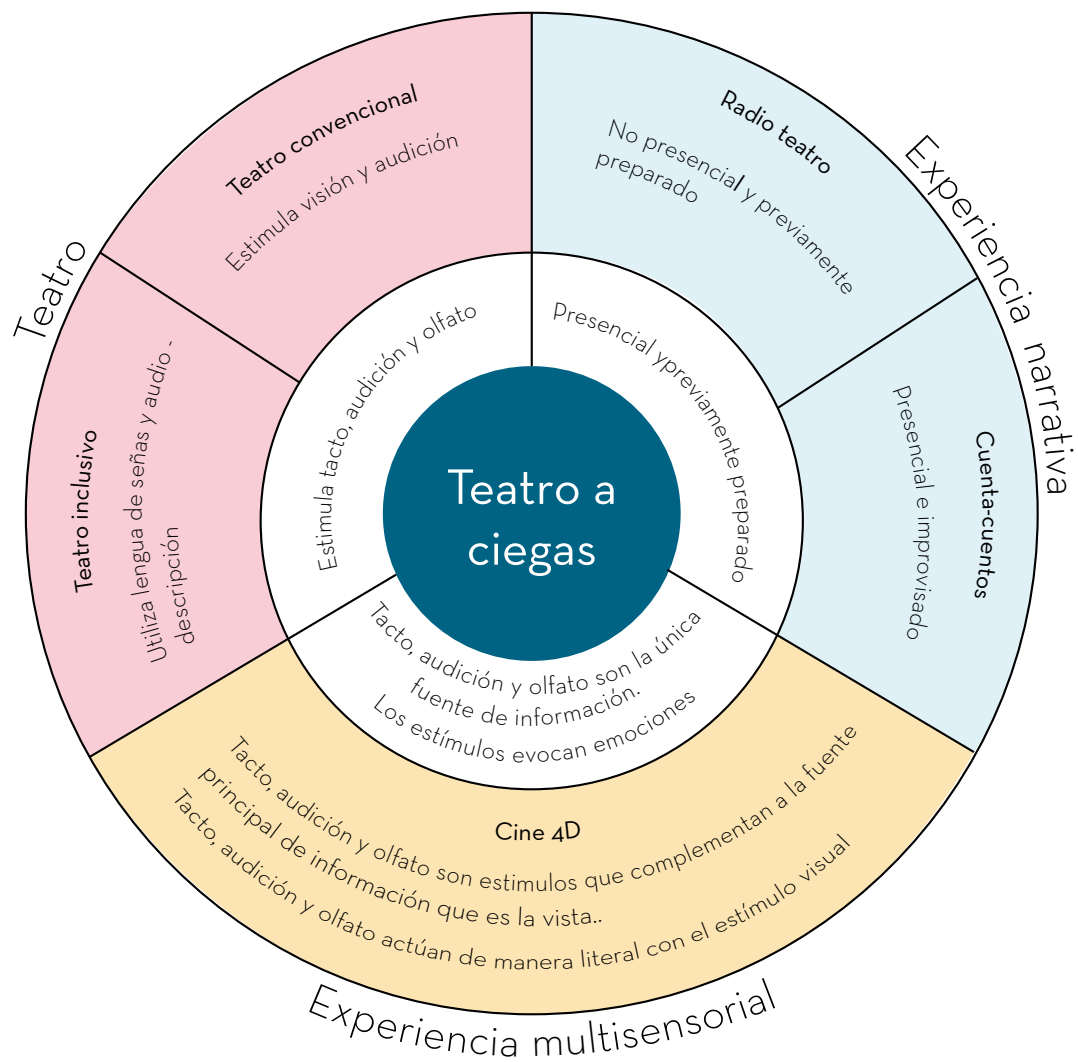 Teatro
Teatro convencional
Estimula visión y audición
Teatro inclusivo
Utiliza lengua de señas y audio -
descripción
Estimula tacto, audición y olfato
Experiencia narrativa
Radio teatro
No presencial y previamente
preparado
Cuenta-cuentos
Presencial e improvisado
Presencial ypreviamente preparado
Teatro a
ciegas
Tacto, audición y olfato son la única
fuente de información.
Los estímulos evocan emociones
Cine 4D
Tacto, audición y olfato son estimulos que complementan a la fuente
principal de información que es la vista..
Tacto, audición y olfato actúan de manera literal con el estímulo visual
Experiencia multisensorial